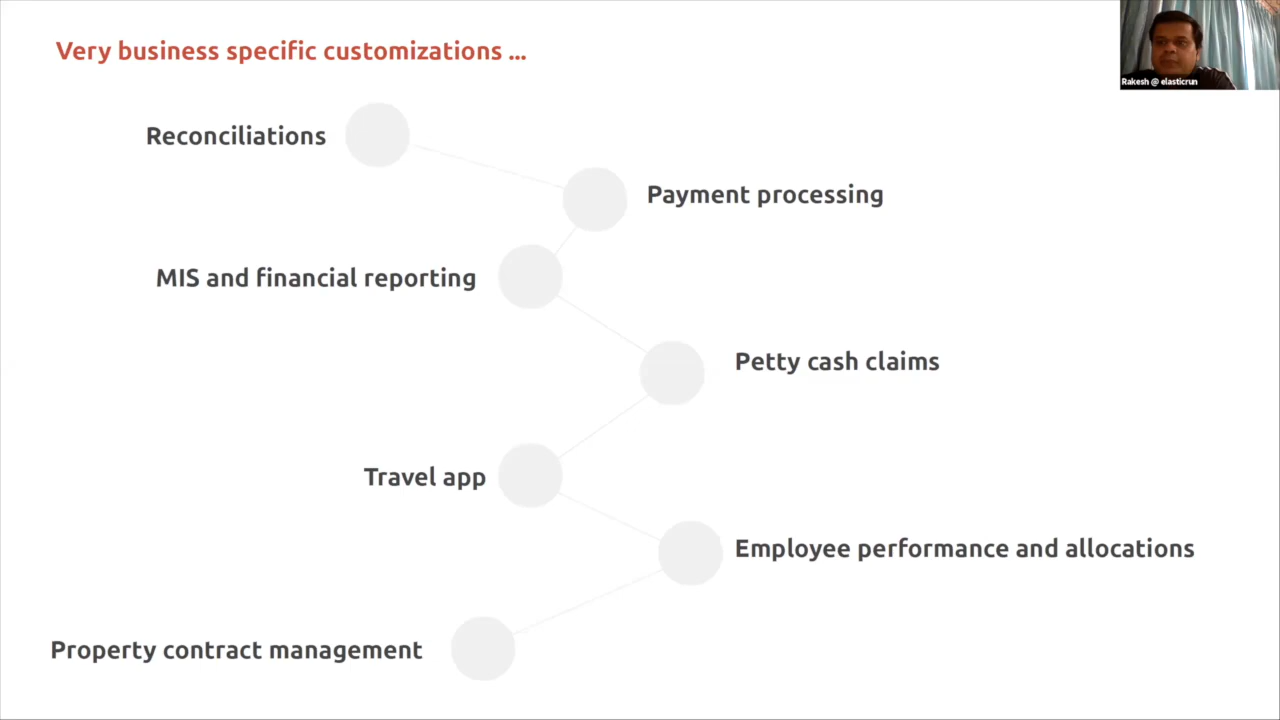 Very business specific customizations ...
Rakesh @ elasticrun
Reconciliations
Payment processing
MIS and financial reporting
Petty cash claims
Travel app
Employee performance and allocations
Property contract management